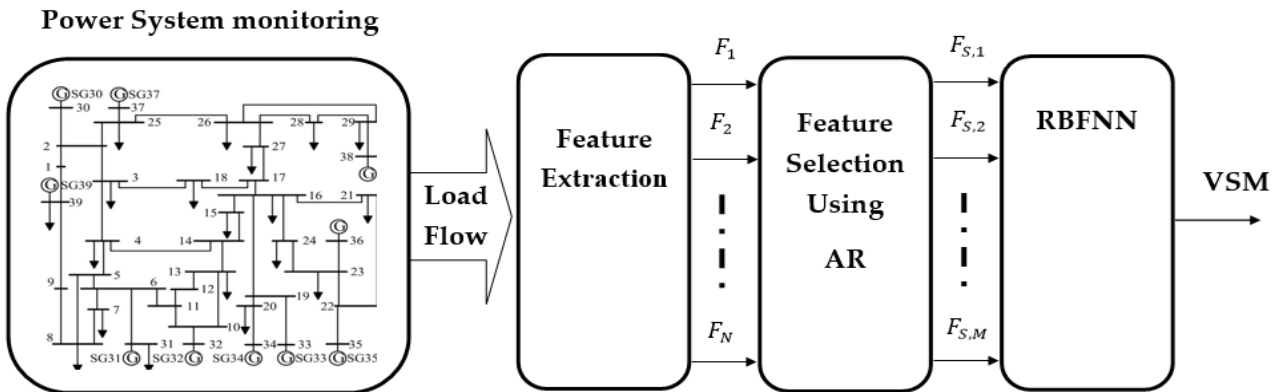 Power System monitoring
G SG30
G SG37
30
37
25
26
28
29
2
27
38
1
G
3
18
17
G SG39
39
16
21
15
4
14
24
G
36
5
13
23
9
6
12
7
11
19
22
10
20
8
31
32
34
33
35
SG31 G
SG32 G
SG34 G
G SG33
G SG35
Load
Flow
Feature
Extraction
F1
F2
FN
Feature
Selection
Using
AR
FS,1
FS,2
FS,M
RBFNN
VSM